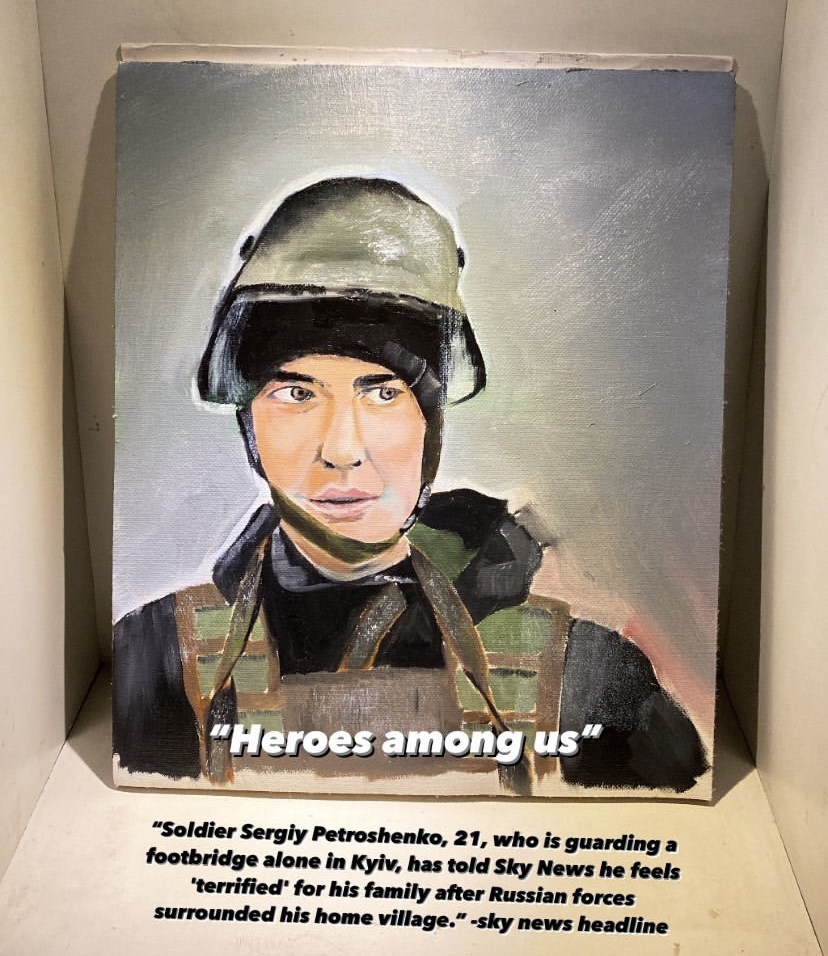 “Heroes among us”
“Soldier Sergiy Petroshenko, 21, who is guarding a
footbridge alone in Kyiv, has told Sky News he feels
'terrified' for his family after Russian forces
surrounded his home village.” -sky news headline